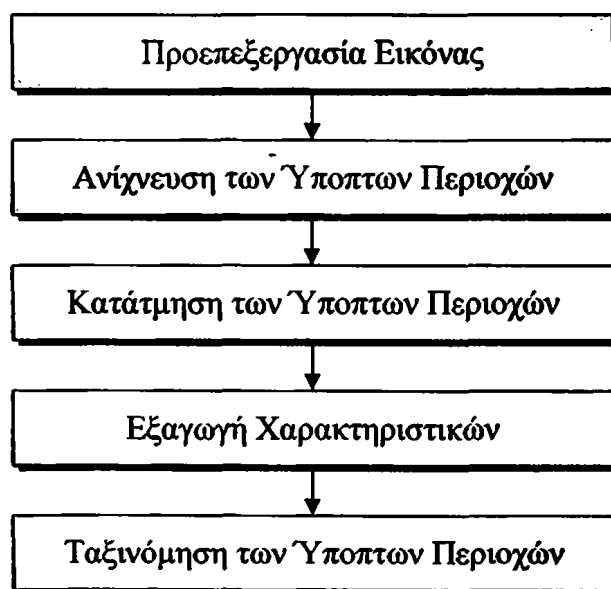 Προεπεξεργασία Εικόνας
Ανίχνευση των Ύποπτων Περιοχών
Κατάτμηση των Ύποπτων Περιοχών
Εξαγωγή Χαρακτηριστικών
Ταξινόμηση των Ύποπτων Περιοχών